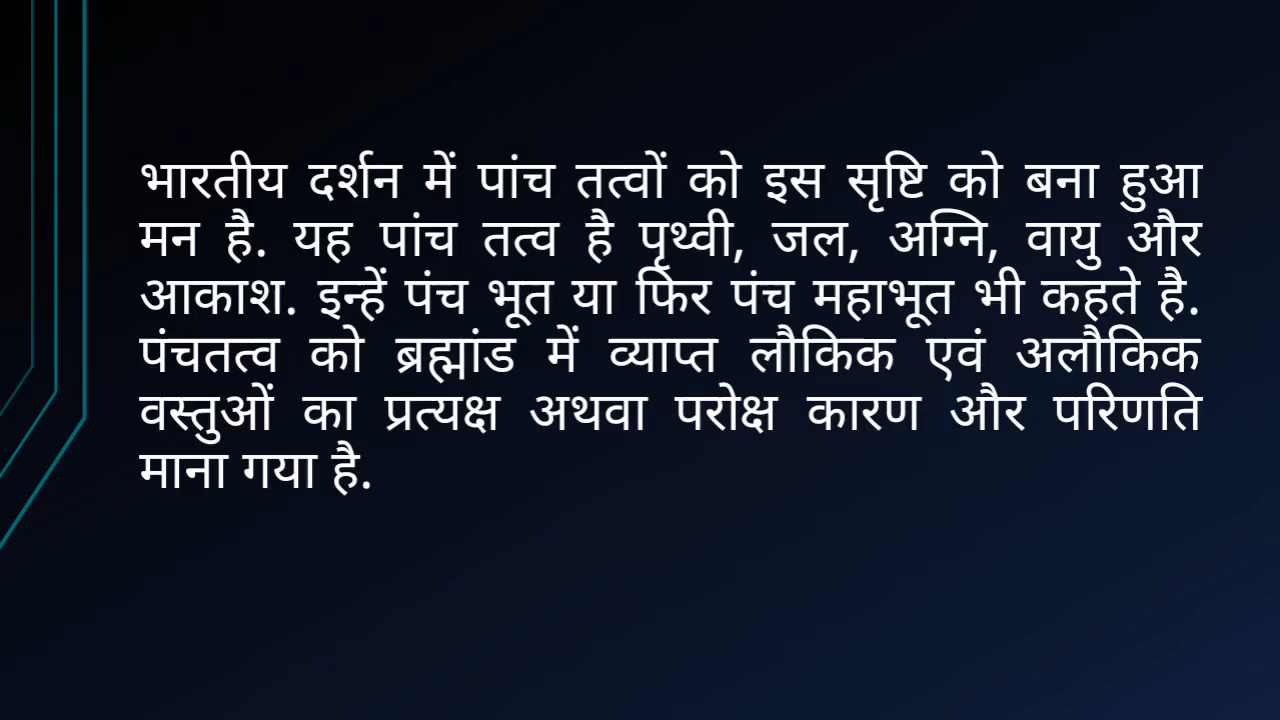 भारतीय दर्शन में पांच तत्वों को इस सृष्टि को बना हुआ
मन है. यह पांच तत्व है पृथ्वी, जल, अग्नि, वायु और
आकाश. इन्हें पंच भूत या फिर पंच महाभूत भी कहते है.
पंचतत्व को ब्रह्मांड में व्याप्त लौकिक एवं अलौकिक
वस्तुओं का प्रत्यक्ष अथवा परोक्ष कारण और परिणति
माना गया है.